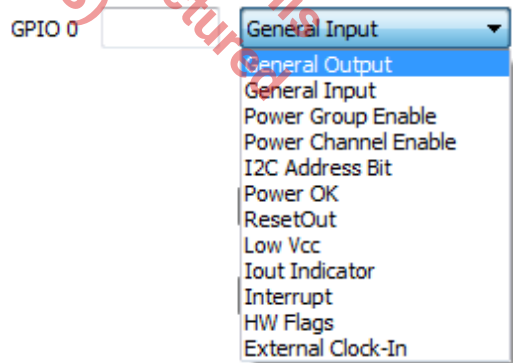 GPIO 0 General Input
General Output
General Input
Power Group Enable
Power Channel Enable
I2C Address Bit
Power OK
ResetOut
Low Vcc
Iout Indicator
Interrupt
HW Flags
External Clock-In